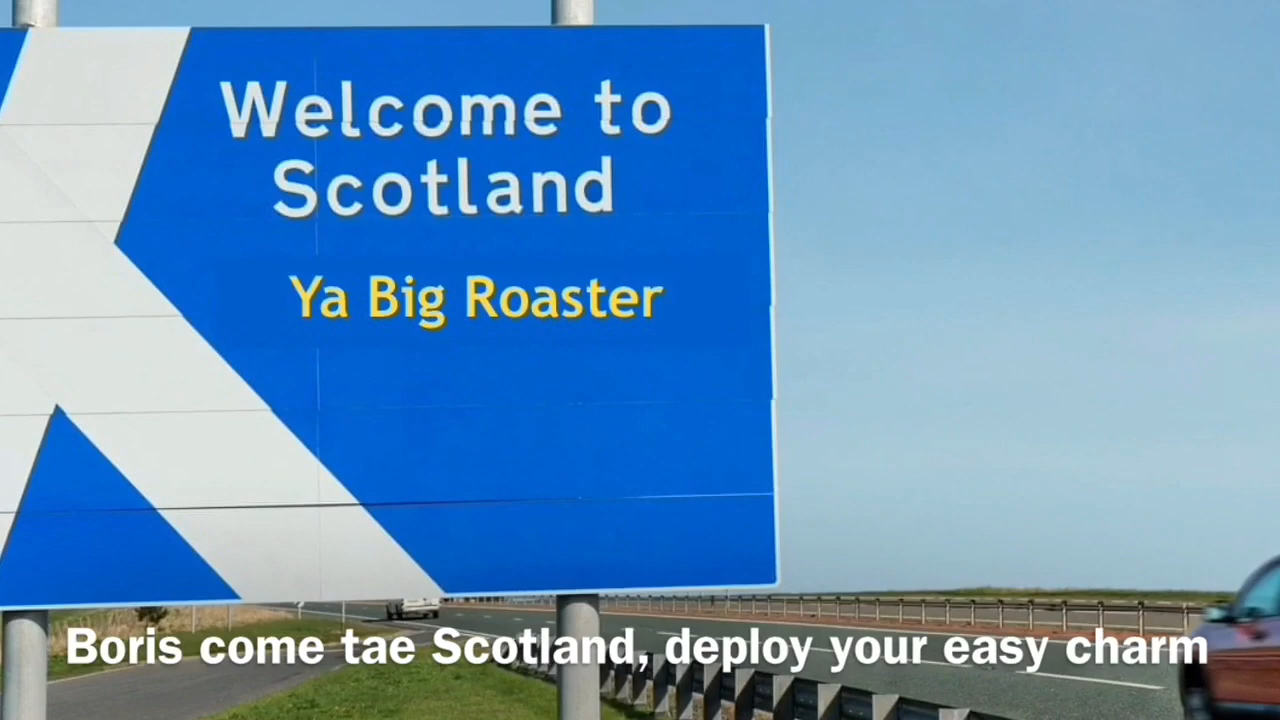 Welcome to
Scotland
Ya Big Roaster
Boris come tae Scotland, deploy your easy charm